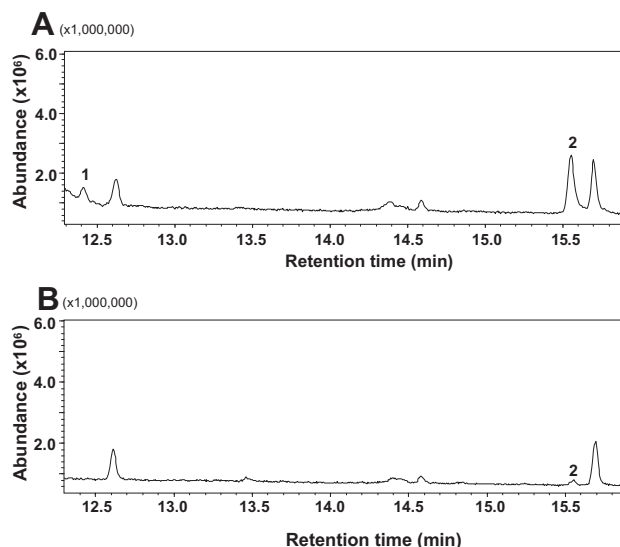 A (x1,000,000)
Abundance (x10⁶)
6.0
4.0
2.0
1
2
12.5 13.0 13.5 14.0 14.5 15.0 15.5
Retention time (min)
B (x1,000,000)
Abundance (x10⁶)
6.0
4.0
2.0
2
12.5 13.0 13.5 14.0 14.5 15.0 15.5
Retention time (min)